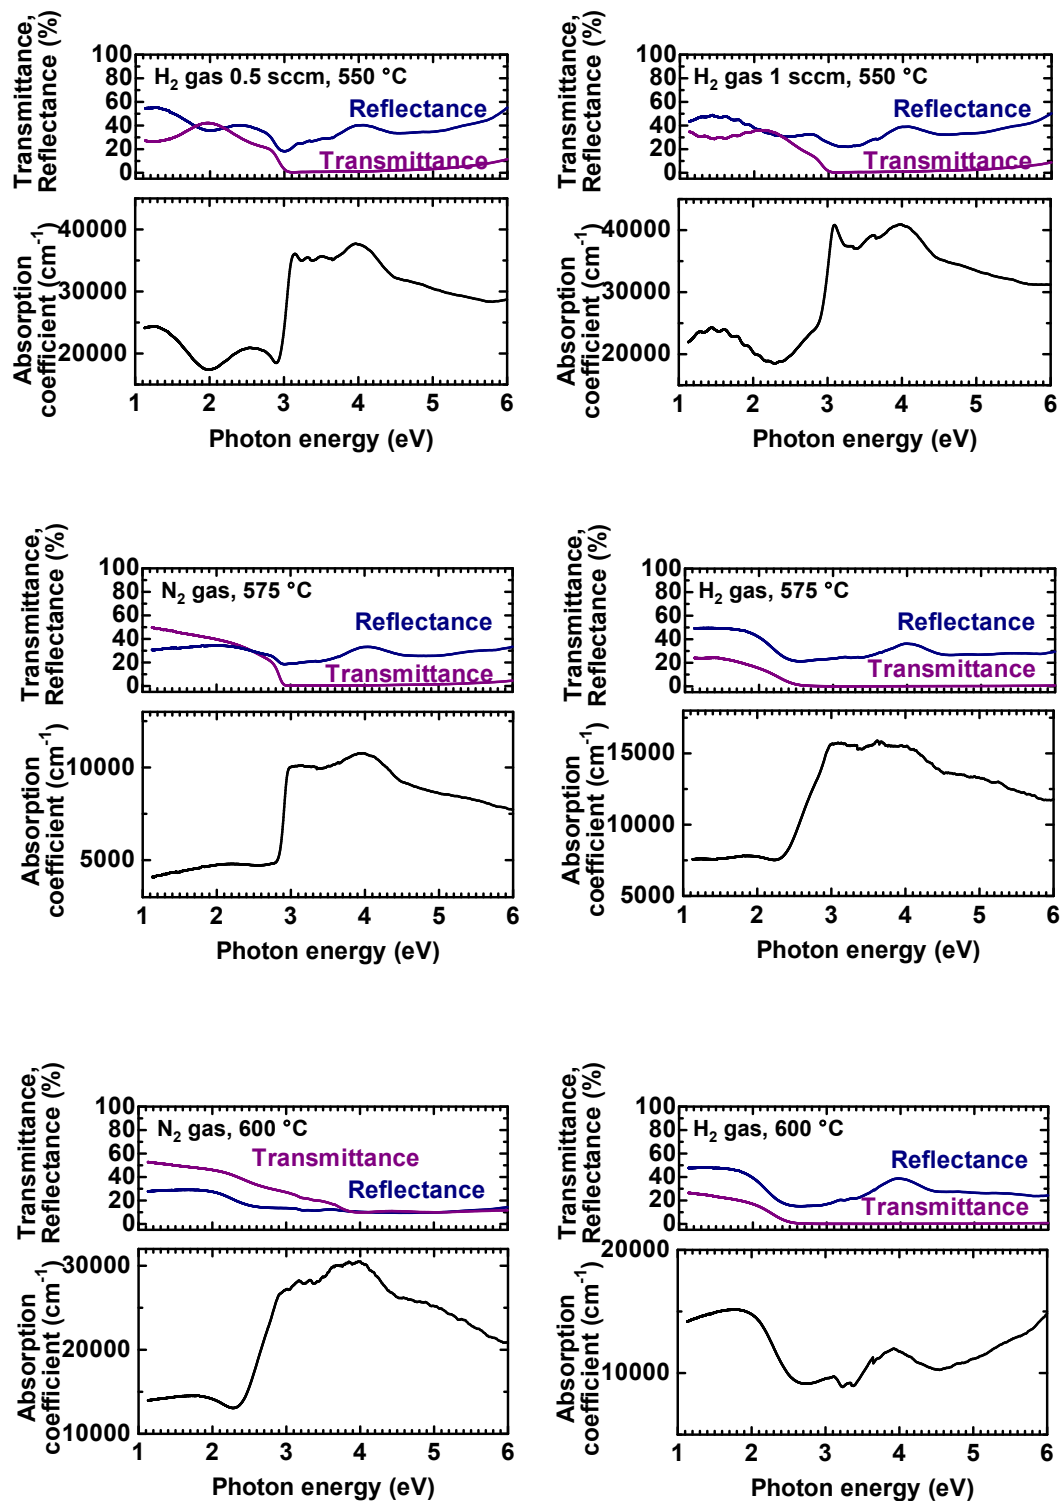 Transmittance,
Reflectance (%)
100
80
60
40
20
0
H₂ gas 0.5 sccm, 550 °C
Reflectance
Transmittance
Absorption
coefficient (cm⁻¹)
40000
30000
20000
1 2 3 4 5 6
Photon energy (eV)
Transmittance,
Reflectance (%)
100
80
60
40
20
0
H₂ gas 1 sccm, 550 °C
Reflectance
Transmittance
Absorption
coefficient (cm⁻¹)
40000
30000
20000
1 2 3 4 5 6
Photon energy (eV)
Transmittance,
Reflectance (%)
100
80
60
40
20
0
N₂ gas, 575 °C
Reflectance
Transmittance
Absorption
coefficient (cm⁻¹)
10000
5000
1 2 3 4 5 6
Photon energy (eV)
Transmittance,
Reflectance (%)
100
80
60
40
20
0
H₂ gas, 575 °C
Reflectance
Transmittance
Absorption
coefficient (cm⁻¹)
15000
10000
5000
1 2 3 4 5 6
Photon energy (eV)
Transmittance,
Reflectance (%)
100
80
60
40
20
0
N₂ gas, 600 °C
Transmittance
Reflectance
Absorption
coefficient (cm⁻¹)
30000
20000
10000
1 2 3 4 5 6
Photon energy (eV)
Transmittance,
Reflectance (%)
100
80
60
40
20
0
H₂ gas, 600 °C
Reflectance
Transmittance
Absorption
coefficient (cm⁻¹)
20000
10000
1 2 3 4 5 6
Photon energy (eV)